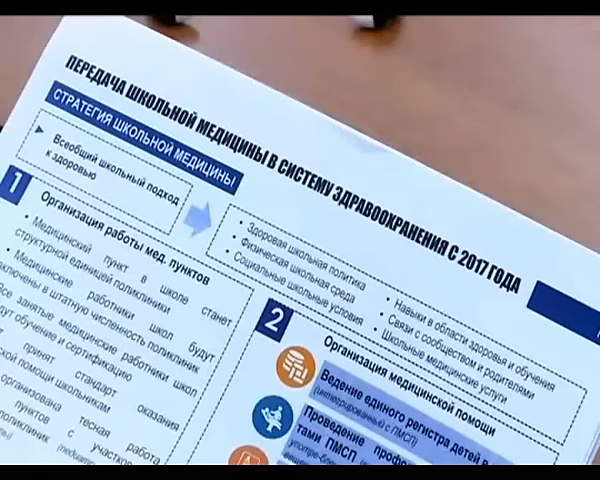 ПЕРЕДАЧА ШКОЛЬНОЙ МЕДИЦИНЫ В СИСТЕМУ ЗДРАВООХРАНЕНИЯ С 2017 ГОДА
СТРАТЕГИЯ ШКОЛЬНОЙ МЕДИЦИНЫ
Всеобщий школьный подход
к здоровью
• Здоровая школьная политика
• Физическая школьная среда
• Социальные школьные условия
• Навыки в области здоровья и обучения
• Связи с сообществом и родителями
• Школьные медицинские услуги
1
Организация работы мед. пунктов
• Медицинский пункт в школе станет
структурной единицей поликлиники
• Медицинские работники школ будут
включены в штатную численность поликлиник
Все занятые медицинские работники школ
обучение и сертификацию
принят стандарт оказания
помощи школьникам
организована тесная работа
пунктов с
2
Организация медицинской помощи
Ведение единого регистра детей в
(интегрированный с ПМСП)
Проведение
ПМСП